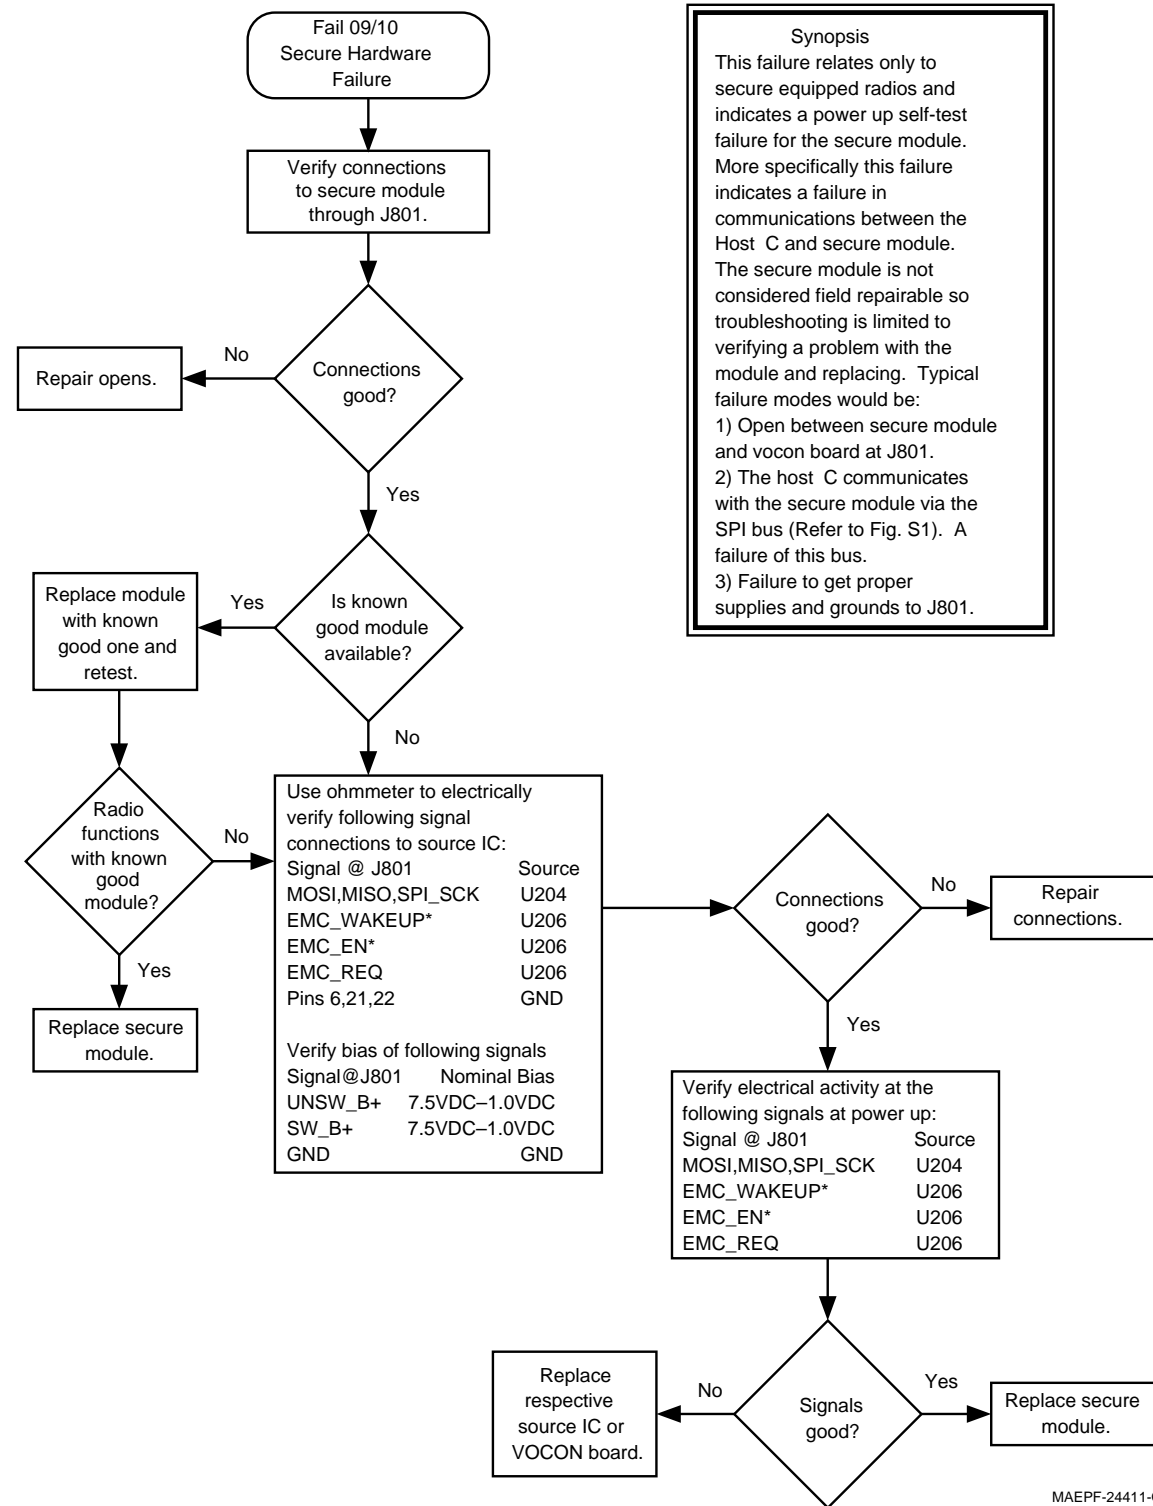 Fail 09/10
Secure Hardware
Failure
Synopsis
This failure relates only to
secure equipped radios and
indicates a power up self-test
failure for the secure module.
More specifically this failure
indicates a failure in
communications between the
Host  C and secure module.
The secure module is not
considered field repairable so
troubleshooting is limited to
verifying a problem with the
module and replacing.  Typical
failure modes would be:
1) Open between secure module
and vocon board at J801.
2) The host  C communicates
with the secure module via the
SPI bus (Refer to Fig. S1).  A
failure of this bus.
3) Failure to get proper
supplies and grounds to J801.
Verify connections
to secure module
through J801.
Connections
good?
No
Repair opens.
Yes
Is known
good module
available?
Yes
Replace module
with known
good one and
retest.
No
Radio
functions
with known
good
module?
No
Yes
Replace secure
module.
Use ohmmeter to electrically
verify following signal
connections to source IC:
Signal @ J801 Source
MOSI,MISO,SPI_SCK U204
EMC_WAKEUP* U206
EMC_EN* U206
EMC_REQ U206
Pins 6,21,22 GND
Verify bias of following signals
Signal@J801 Nominal Bias
UNSW_B+ 7.5VDC–1.0VDC
SW_B+ 7.5VDC–1.0VDC
GND GND
Connections
good?
No
Repair
connections.
Yes
Verify electrical activity at the
following signals at power up:
Signal @ J801 Source
MOSI,MISO,SPI_SCK U204
EMC_WAKEUP* U206
EMC_EN* U206
EMC_REQ U206
Signals
good?
No
Replace
respective
source IC or
VOCON board.
Yes
Replace secure
module.